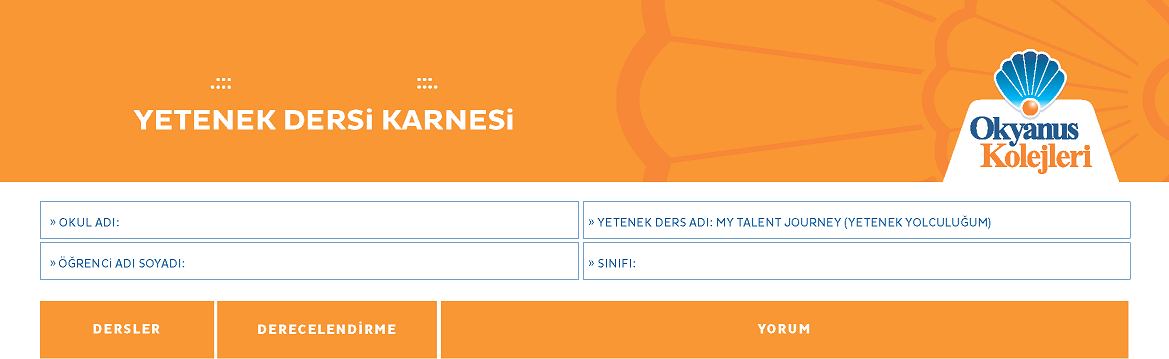 YETENEK DERSi KARNESi
Okyanus
Kolejleri
» OKUL ADI:
» YETENEK DERS ADI: MY TALENT JOURNEY (YETENEK YOLCULUĞUM)
» ÖĞRENCi ADI SOYADI:
» SINIFI:
DERSLER
DERECELENDİRME
YORUM